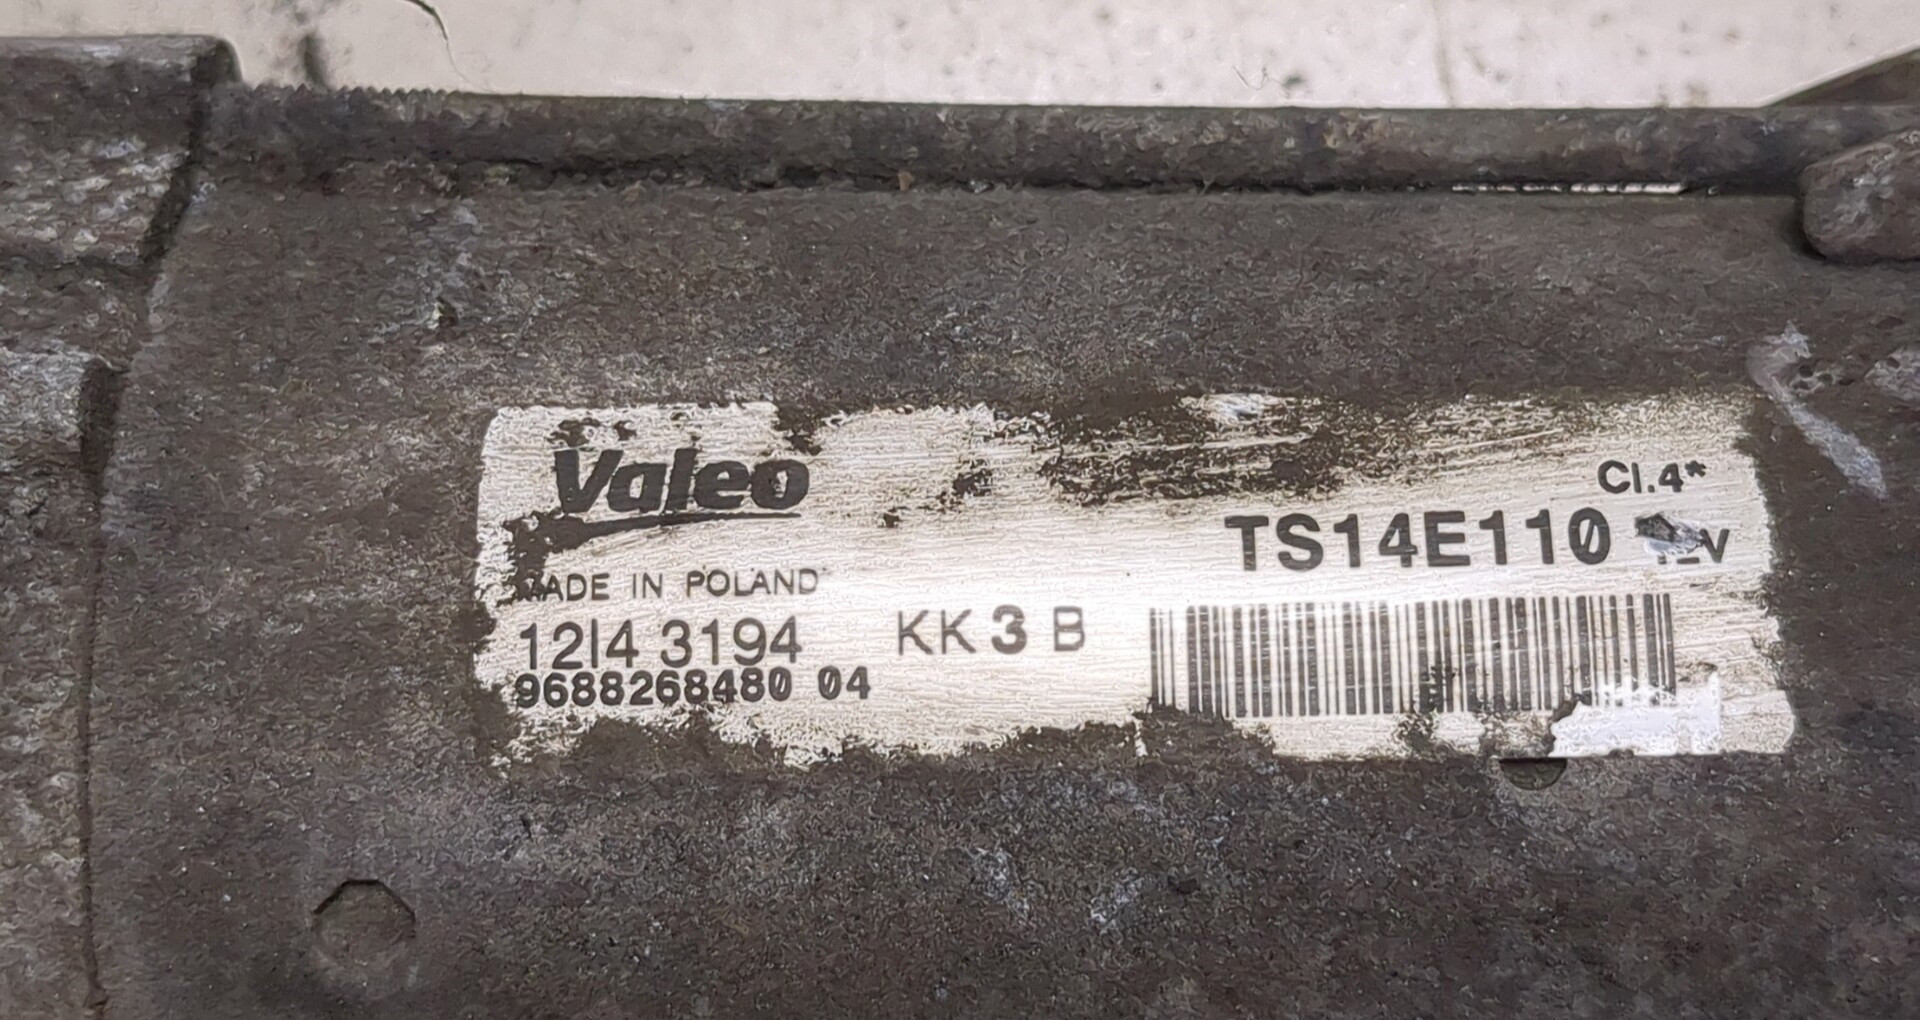 Valeo
Cl.4*
TS14E110
MADE IN POLAND
12I4 3194 KK 3 B
9688268480 04